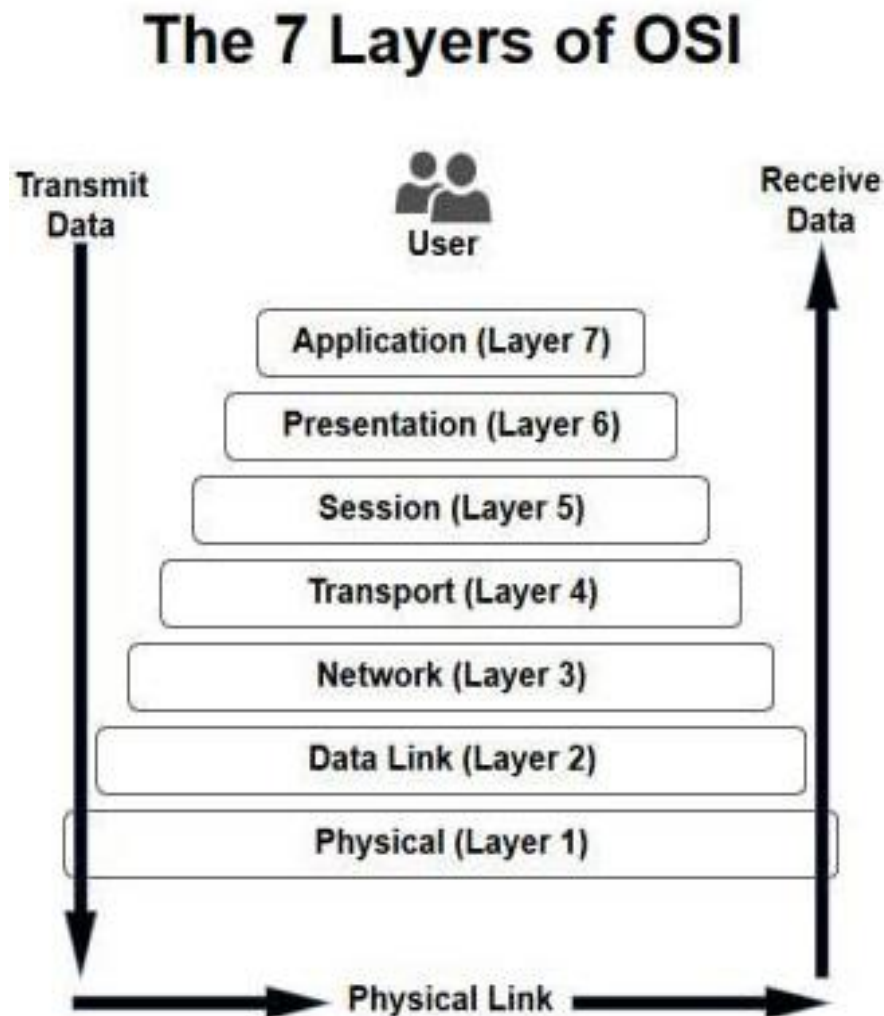 The 7 Layers of OSI
Transmit
Data
User
Receive
Data
Application (Layer 7)
Presentation (Layer 6)
Session (Layer 5)
Transport (Layer 4)
Network (Layer 3)
Data Link (Layer 2)
Physical (Layer 1)
Physical Link